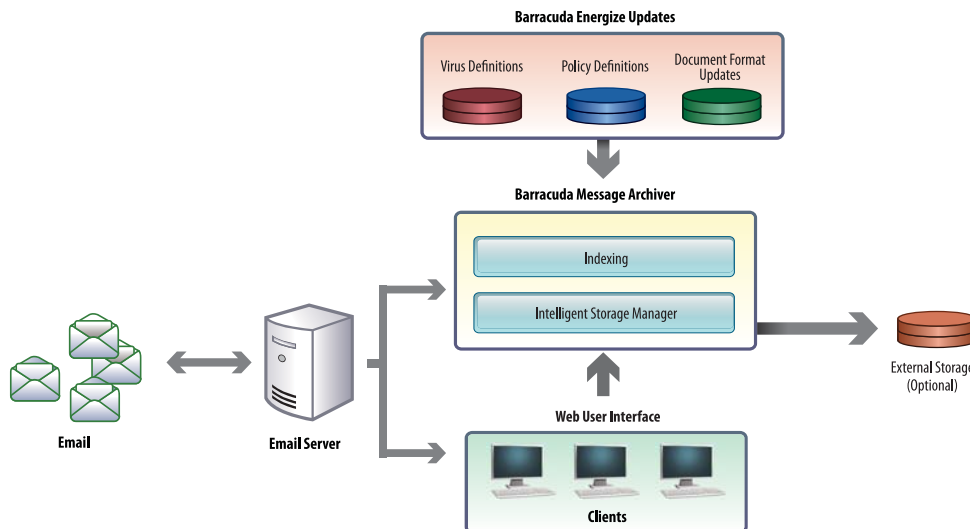 Barracuda Energize Updates
Virus Definitions
Policy Definitions
Document Format
Updates
Barracuda Message Archiver
Indexing
Intelligent Storage Manager
External Storage
(Optional)
Web User Interface
Email
Email Server
Clients